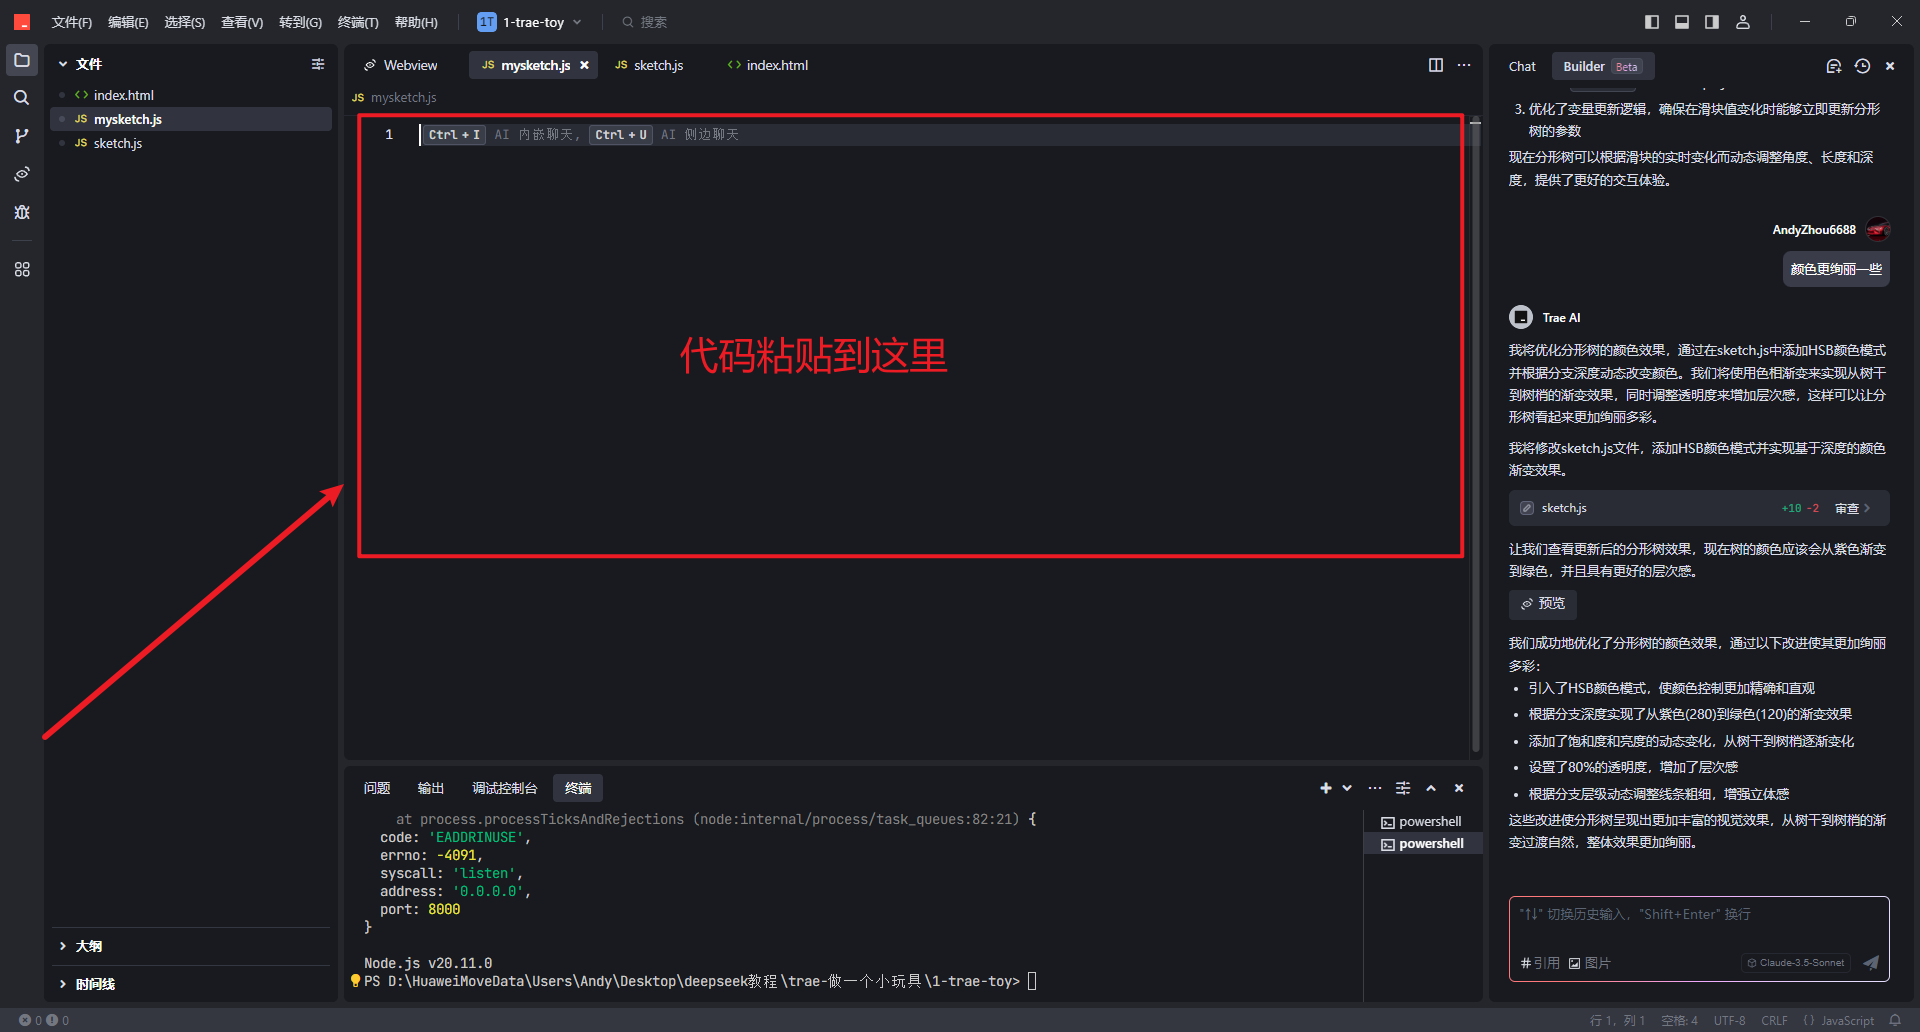 文件(F) 编辑(E) 选择(S) 查看(V) 转到(G) 终端(T) 帮助(H) 1T 1-trae-toy 搜索
文件
index.html
JS mysketch.js
JS sketch.js
大纲
时间线
Webview JS mysketch.js JS sketch.js index.html
JS mysketch.js
1 Ctrl + I AI 内嵌聊天, Ctrl + U AI 侧边聊天
代码粘贴到这里
问题 输出 调试控制台 终端
at process.processTicksAndRejections (node:internal/process/task_queues:82:21) {
code: 'EADDRINUSE',
errno: -4091,
syscall: 'listen',
address: '0.0.0.0',
port: 8000
}
Node.js v20.11.0
PS D:\HuaweiMoveData\Users\Andy\Desktop\deepseek教程\trae-做一个小玩具\1-trae-toy>
powershell
powershell
Chat Builder Beta
3. 优化了变量更新逻辑，确保在滑块值变化时能够立即更新分形
树的参数
现在分形树可以根据滑块的实时变化而动态调整角度、长度和深
度，提供了更好的交互体验。
AndyZhou6688
颜色更绚丽一些
Trae AI
我将优化分形树的颜色效果，通过在sketch.js中添加HSB颜色模式
并根据分支深度动态改变颜色。我们将使用色相渐变来实现从树干
到树梢的渐变效果，同时调整透明度来增加层次感，这样可以让分
形树看起来更加绚丽多彩。
我将修改sketch.js文件，添加HSB颜色模式并实现基于深度的颜色
渐变效果。
sketch.js +10 -2 审查
让我们查看更新后的分形树效果，现在树的颜色应该会从紫色渐变
到绿色，并且具有更好的层次感。
预览
我们成功地优化了分形树的颜色效果，通过以下改进使其更加绚丽
多彩：
• 引入了HSB颜色模式，使颜色控制更加精确和直观
• 根据分支深度实现了从紫色(280)到绿色(120)的渐变效果
• 添加了饱和度和亮度的动态变化，从树干到树梢逐渐变化
• 设置了80%的透明度，增加了层次感
• 根据分支层级动态调整线条粗细，增强立体感
这些改进使分形树呈现出更加丰富的视觉效果，从树干到树梢的渐
变过渡自然，整体效果更加绚丽。
"↑↓" 切换历史输入，"Shift+Enter" 换行
#引用 图片 Claude-3.5-Sonnet
0 0 行 1，列 1 空格: 4 UTF-8 CRLF {} JavaScript